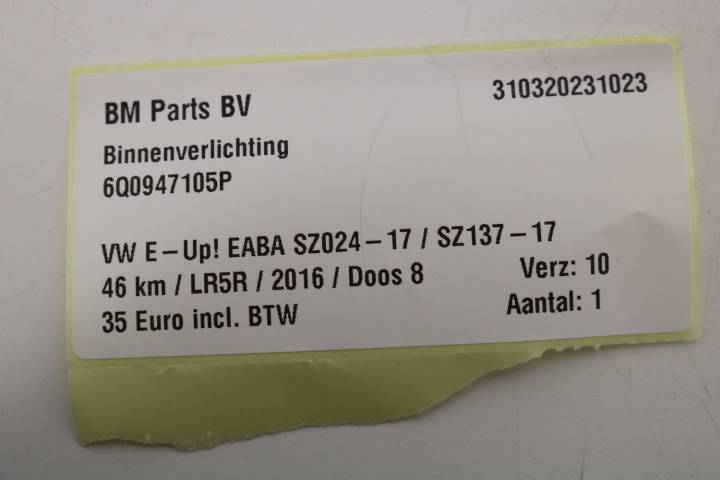 BM Parts BV 310320231023
Binnenverlichting
6Q0947105P
VW E-Up! EABA SZ024-17 / SZ137-17
46 km / LR5R / 2016 / Doos 8 Verz: 10
35 Euro incl. BTW Aantal: 1